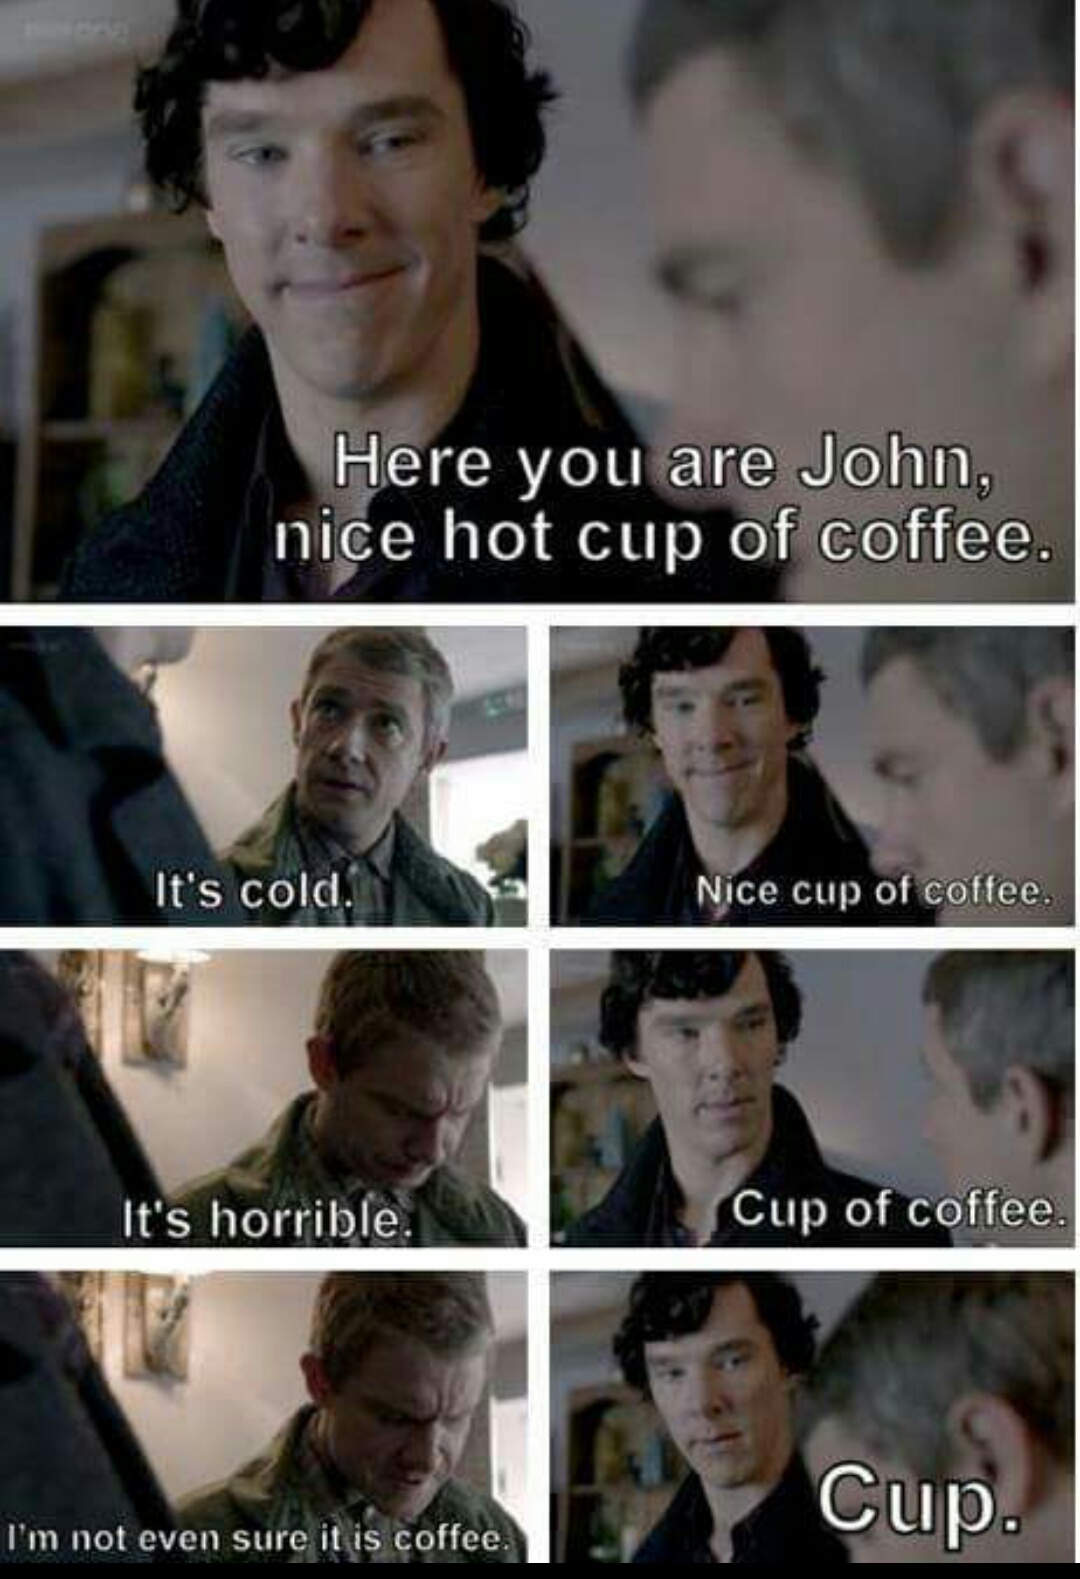 Here you are John,
nice hot cup of coffee.
It's cold.
Nice cup of coffee.
It's horrible.
Cup of coffee.
I'm not even sure it is coffee.
Cup.